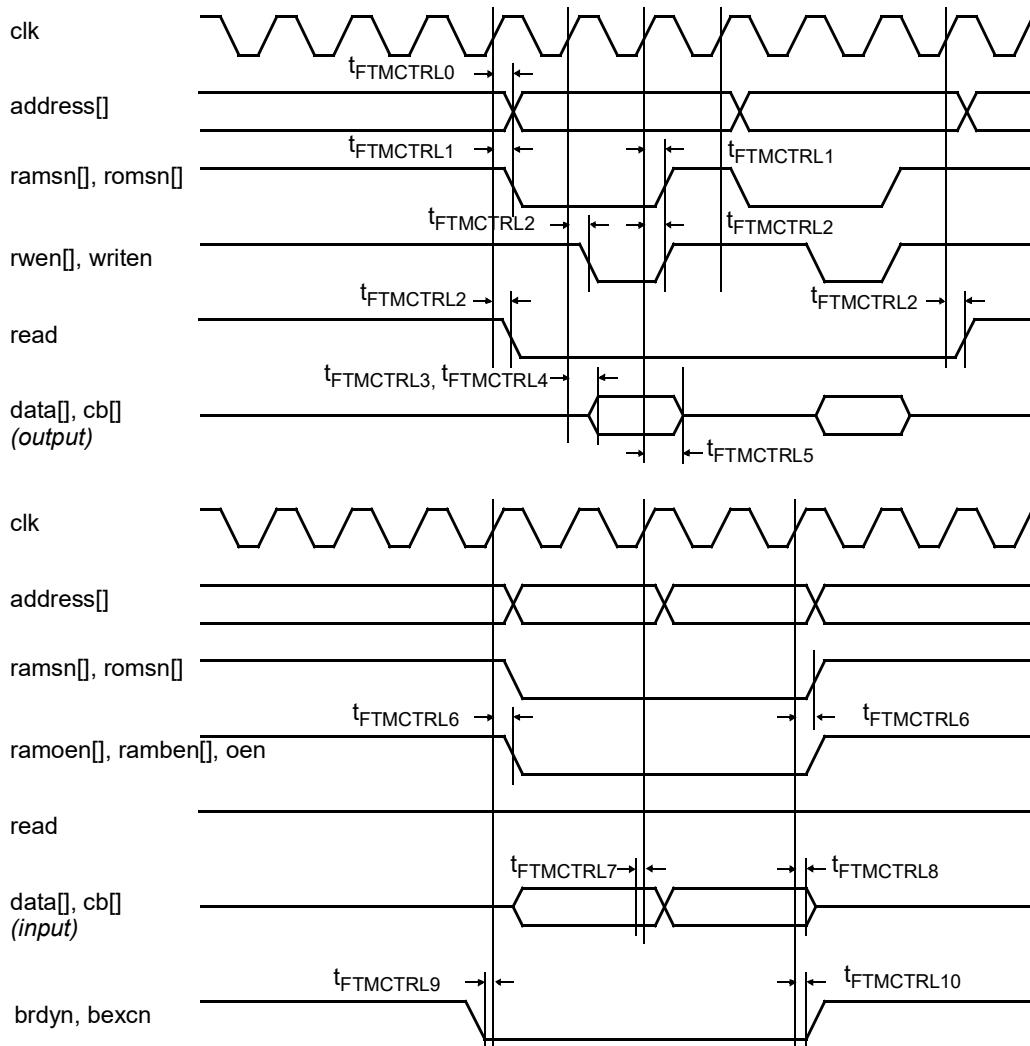 clk
tFTMCTRL0
address[]
tFTMCTRL1 tFTMCTRL1
ramsn[], romsn[]
tFTMCTRL2 tFTMCTRL2
rwen[], writen
tFTMCTRL2 tFTMCTRL2
read
tFTMCTRL3, tFTMCTRL4
data[], cb[]
(output)
tFTMCTRL5
clk
address[]
ramsn[], romsn[]
tFTMCTRL6 tFTMCTRL6
ramoen[], ramben[], oen
read
tFTMCTRL7 tFTMCTRL8
data[], cb[]
(input)
tFTMCTRL9 tFTMCTRL10
brdyn, bexcn